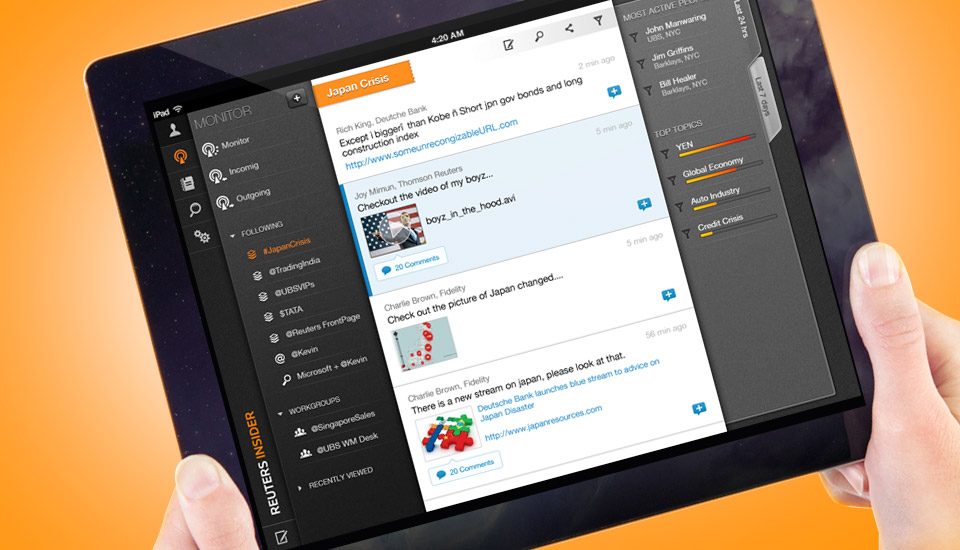 iPad
4:20 AM
MONITOR
Monitor
Incomig
Outgoing
FOLLOWING
#JapanCrisis
@TradingIndia
@UBSVIPs
$TATA
@Reuters FrontPage
@Kevin
Microsoft + @Kevin
WORKGROUPS
@SingaporeSales
@UBS WM Desk
RECENTLY VIEWED
REUTERS INSIDER
Japan Crisis
2 min ago
Rich King, Deutche Bank
Except i biggeri than Kobe ñ Short jpn gov bonds and long
construction index
http://www.someunrecongizableURL.com
5 min ago
Joy Mimun, Thomson Reuters
Checkout the video of my boyz...
boyz_in_the_hood.avi
20 Comments
5 min ago
Charlie Brown, Fidelity
Check out the picture of Japan changed....
56 min ago
Charlie Brown, Fidelity
There is a new stream on japan, please look at that.
Deutsche Bank launches blue stream to advice on
Japan Disaster
http://www.japanresources.com
20 Comments
MOST ACTIVE
John Manwaring
UBS, NYC
Jim Griffins
Barklays, NYC
Bill Healer
Barklays, NYC
TOP TOPICS
YEN
Global Economy
Auto Industry
Credit Crisis
Last 24 hrs
Last 7 days